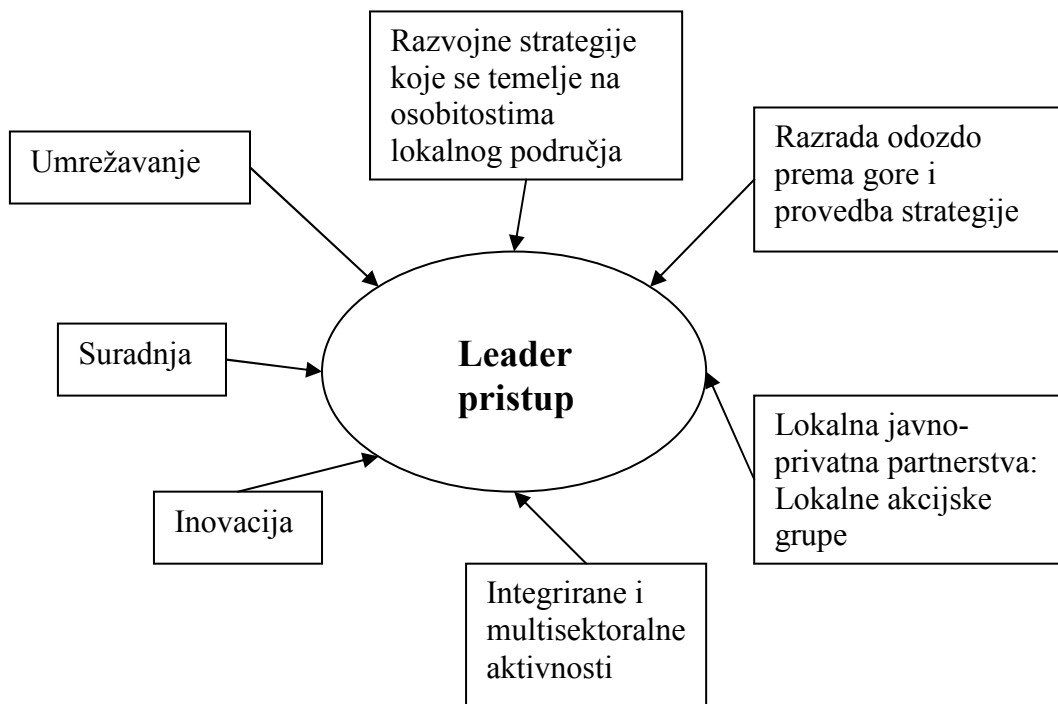 Razvojne strategije
koje se temelje na
osobitostima
lokalnog područja
Umrežavanje
Razrada odozdo
prema gore i
provedba strategije
Suradnja
Leader
pristup
Lokalna javno-
privatna partnerstva:
Lokalne akcijske
grupe
Inovacija
Integrirane i
multisektoralne
aktivnosti